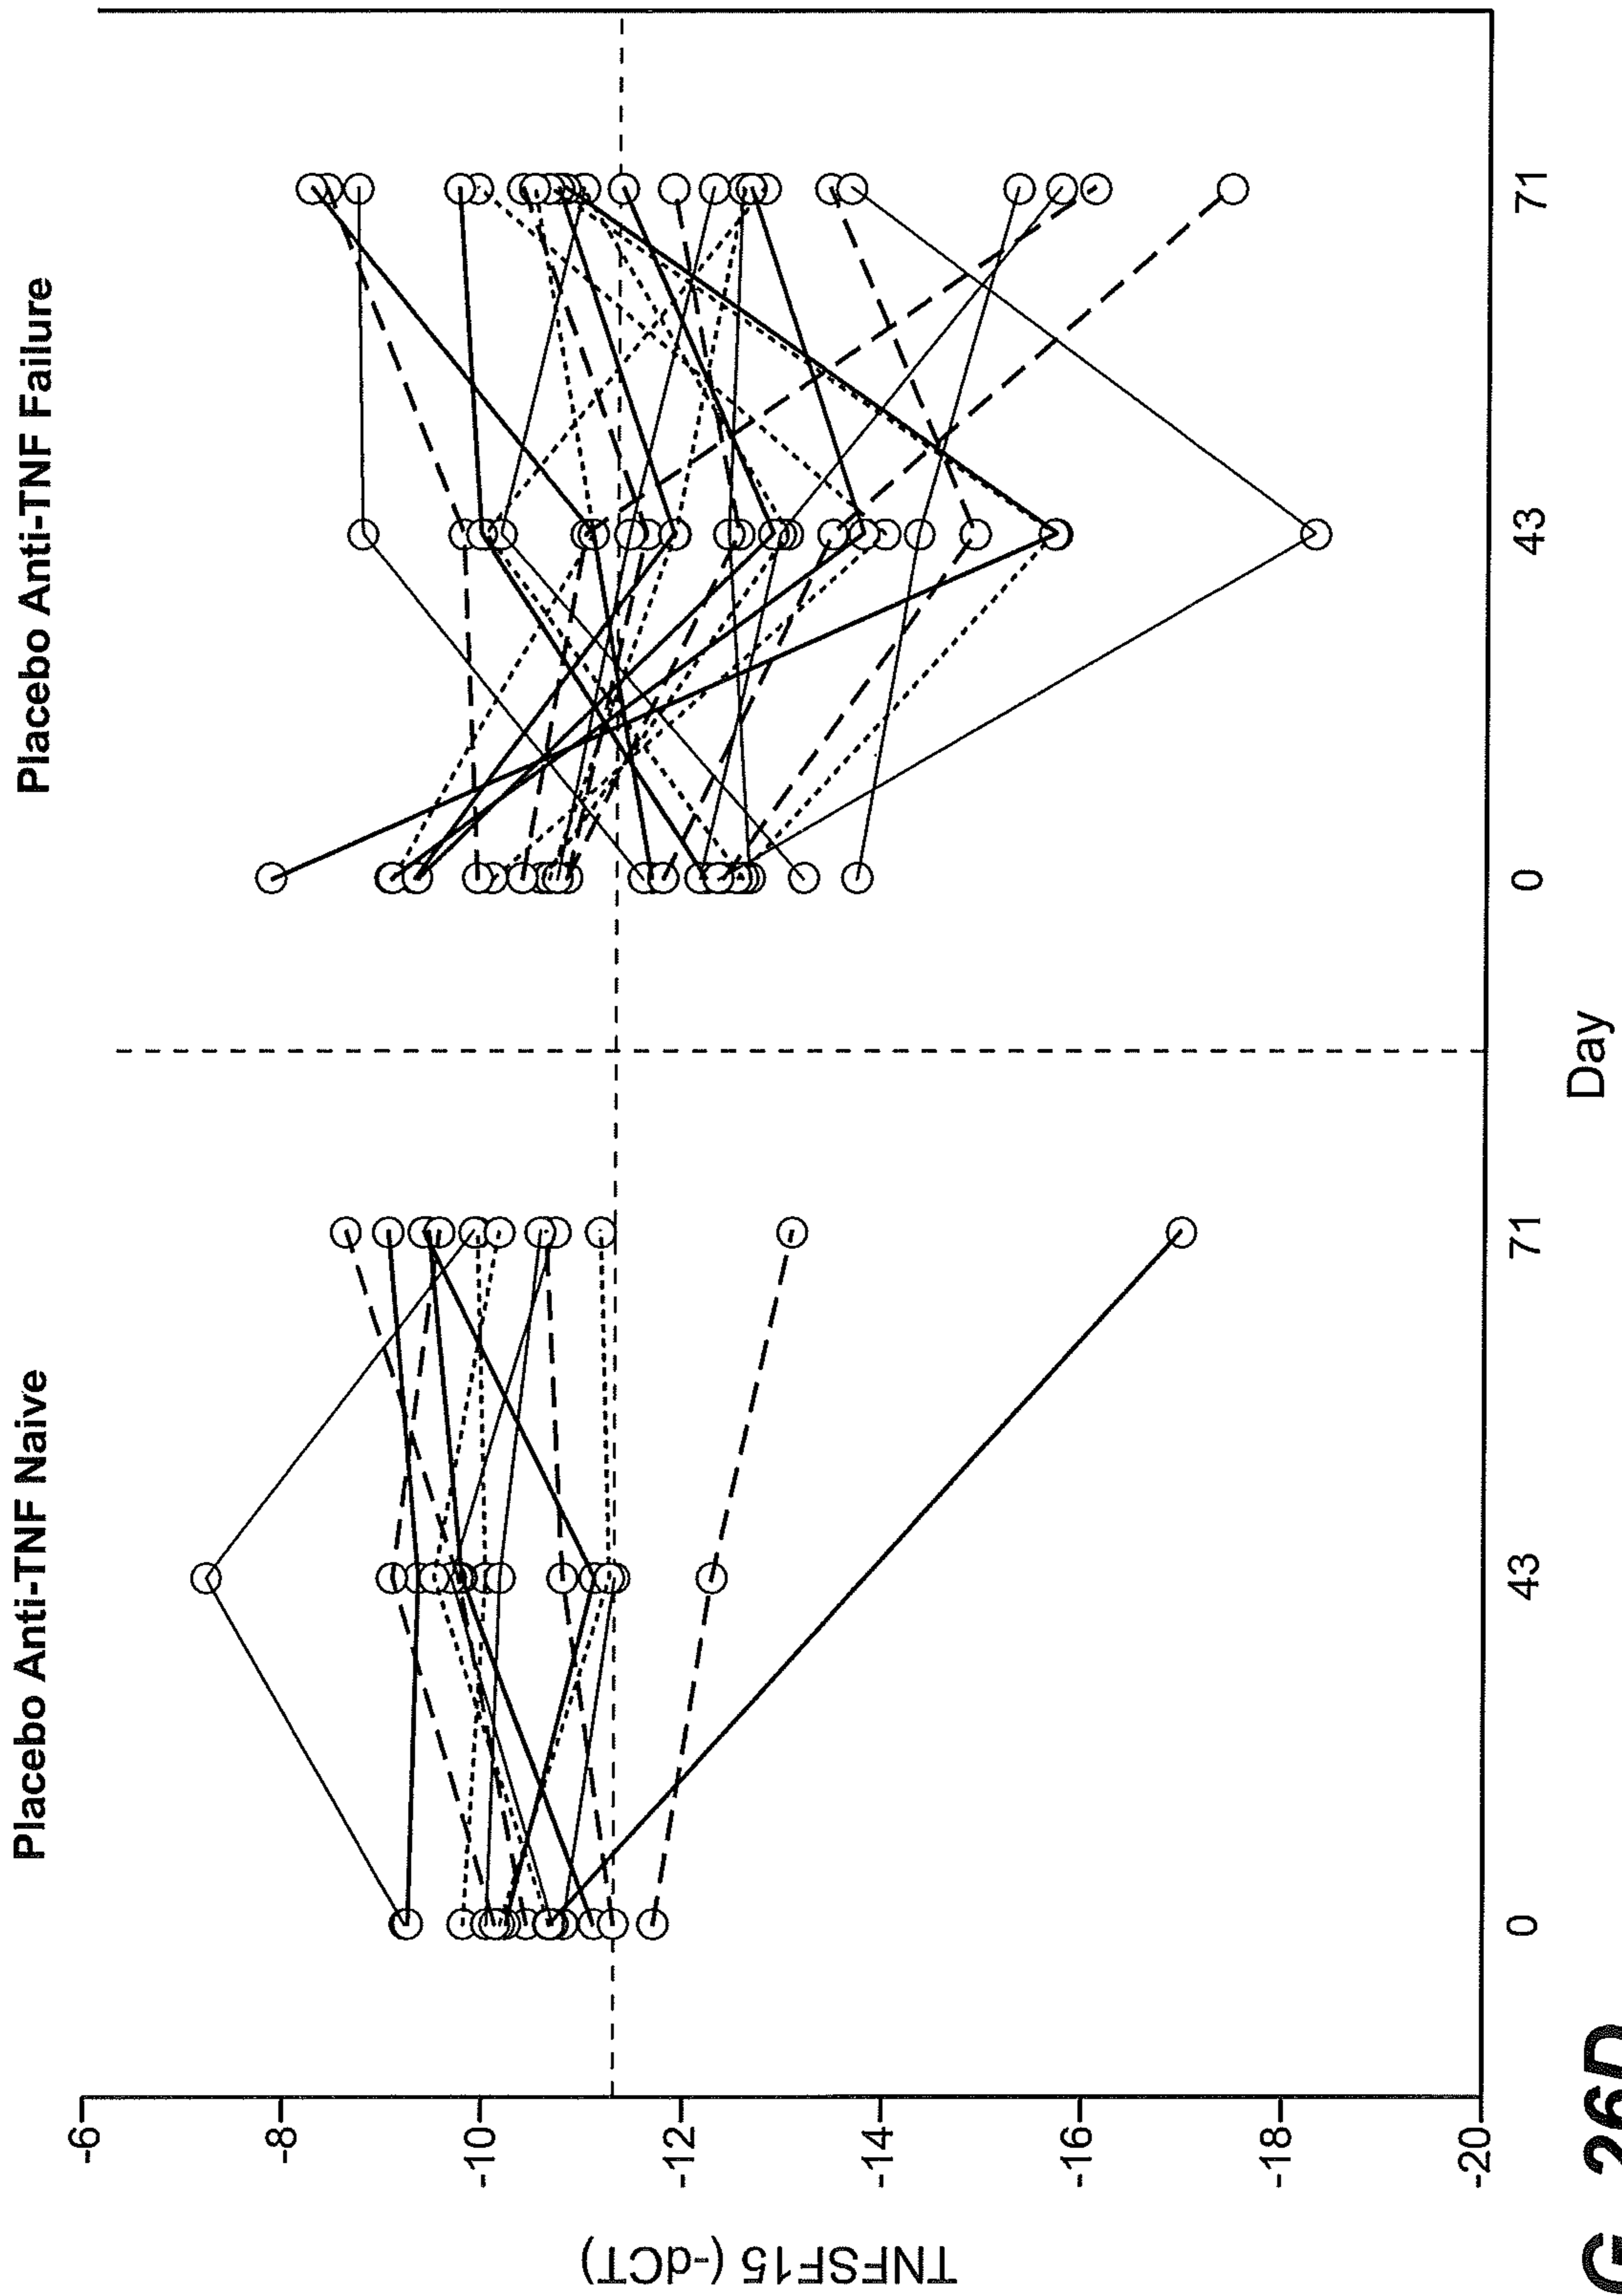 Placebo Anti-TNF Naive
Placebo Anti-TNF Failure
-6
-8
-10
-12
-14
-16
-18
-20
TNFSF15 (-dCT)
0
43
71
0
43
71
Day
G. 26D